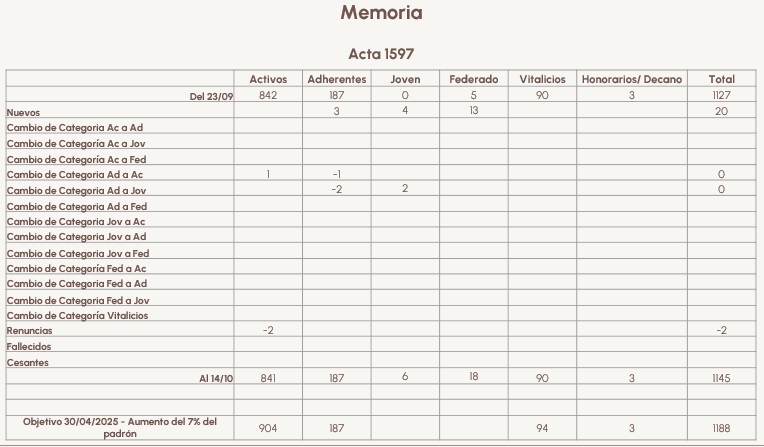 Memoria
Acta 1597
Activos Adherentes Joven Federado Vitalicios Honorarios/ Decano Total
Del 23/09 842 187 0 5 90 3 1127
Nuevos 3 4 13 20
Cambio de Categoria Ac a Ad
Cambio de Categoría Ac a Jov
Cambio de Categoría Ac a Fed
Cambio de Categoria Ad a Ac 1 -1 0
Cambio de Categoria Ad a Jov -2 2 0
Cambio de Categoria Ad a Fed
Cambio de Categoria Jov a Ac
Cambio de Categoria Jov a Ad
Cambio de Categoria Jov a Fed
Cambio de Categoría Fed a Ac
Cambio de Categoria Fed a Ad
Cambio de Categoria Fed a Jov
Cambio de Categoría Vitalicios
Renuncias -2 -2
Fallecidos
Cesantes
Al 14/10 841 187 6 18 90 3 1145
Objetivo 30/04/2025 - Aumento del 7% del
padrón 904 187 94 3 1188